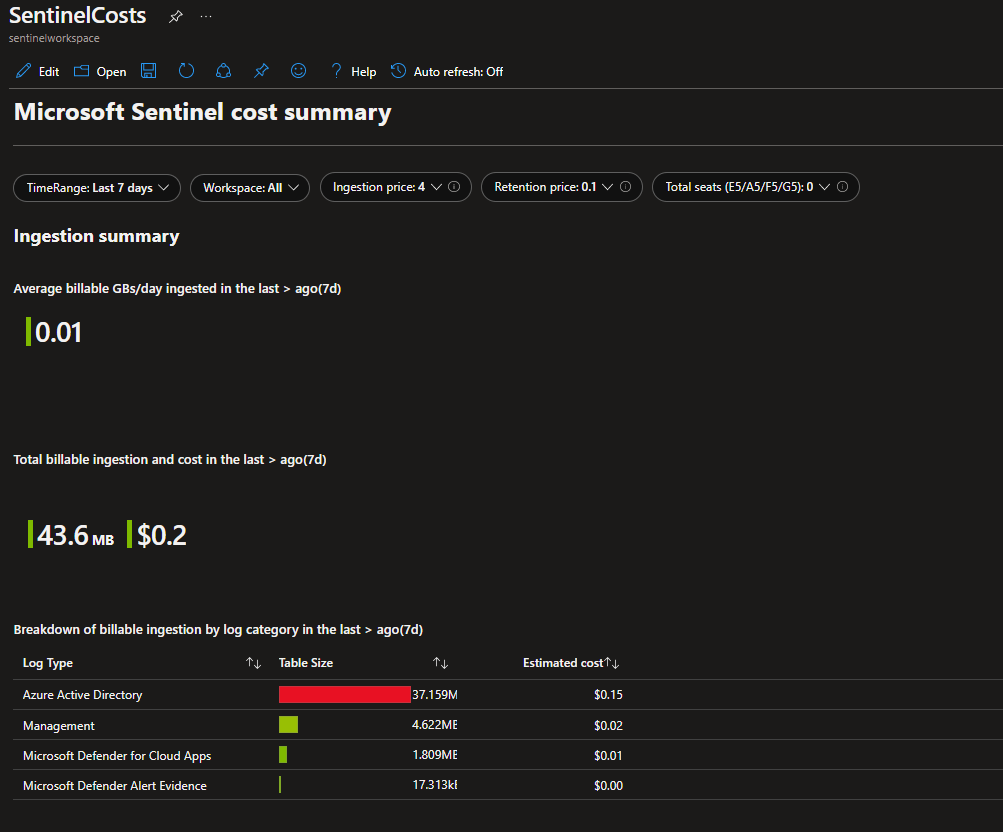 SentinelCosts ...
sentinelworkspace
Edit Open Help Auto refresh: Off
Microsoft Sentinel cost summary
TimeRange: Last 7 days Workspace: All Ingestion price: 4 Retention price: 0.1 Total seats (E5/A5/F5/G5): 0
Ingestion summary
Average billable GBs/day ingested in the last > ago(7d)
0.01
Total billable ingestion and cost in the last > ago(7d)
43.6 MB $0.2
Breakdown of billable ingestion by log category in the last > ago(7d)
Log Type Table Size Estimated cost
Azure Active Directory 37.159M $0.15
Management 4.622MB $0.02
Microsoft Defender for Cloud Apps 1.809MB $0.01
Microsoft Defender Alert Evidence 17.313kB $0.00